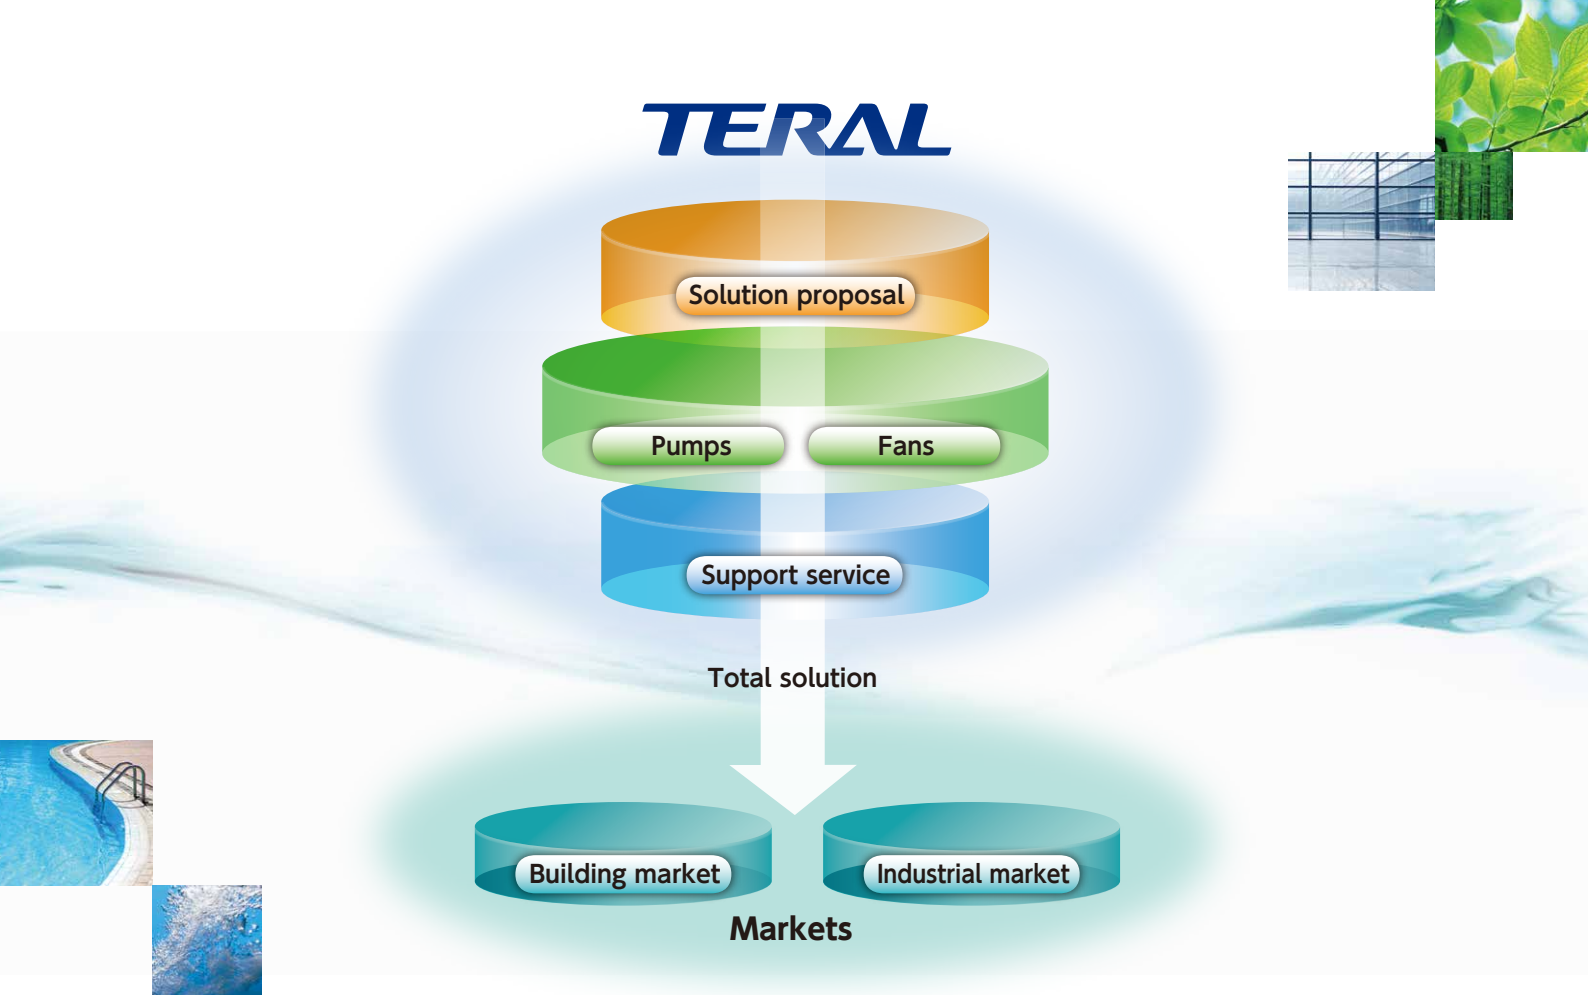 TERAL
Solution proposal
Pumps
Fans
Support service
Total solution
Building market
Industrial market
Markets